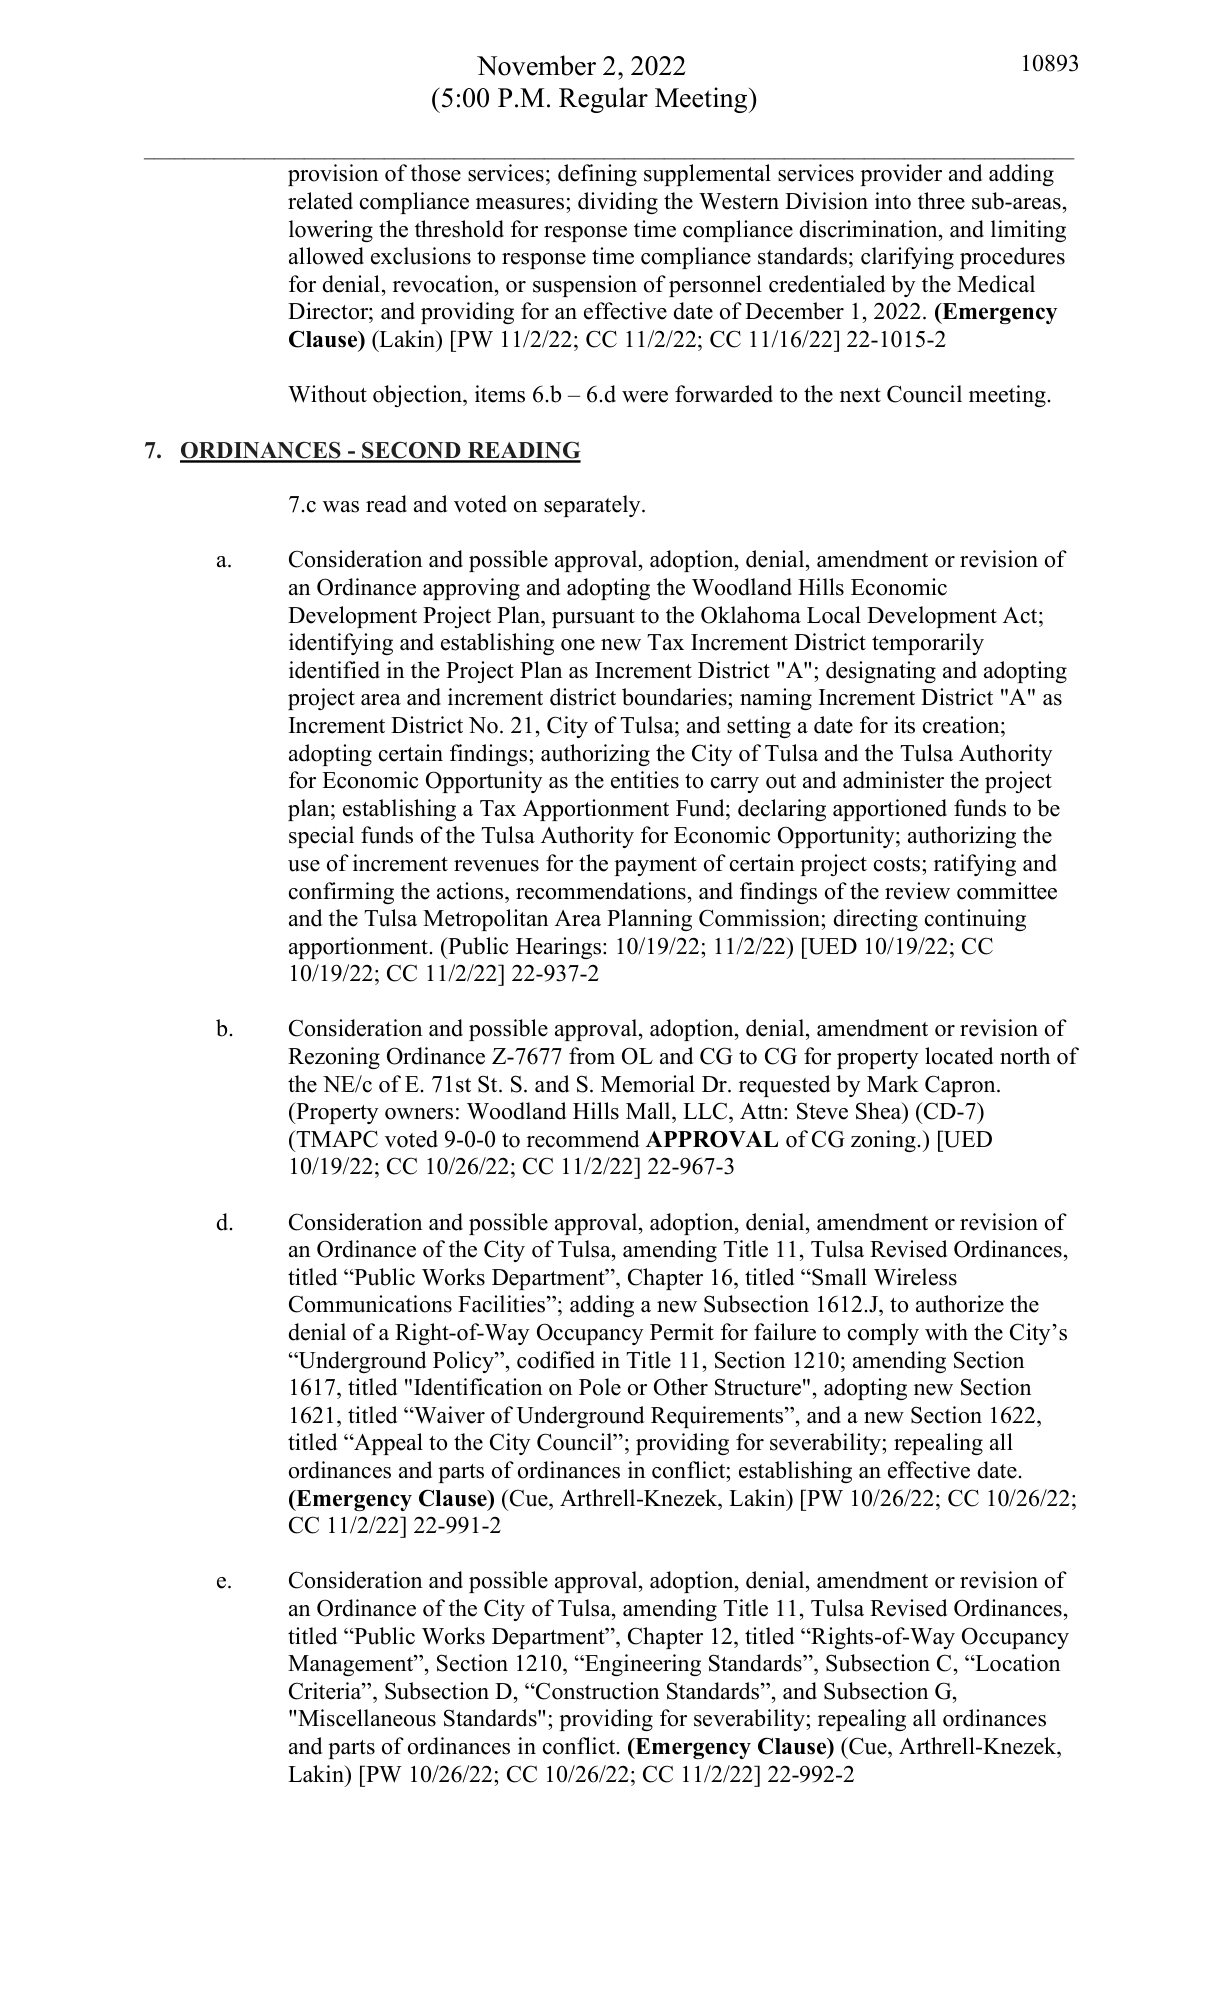 November 2, 2022
10893
(5:00 P.M. Regular Meeting)
provision of those services; defining supplemental services provider and adding
related compliance measures; dividing the Western Division into three sub-areas,
lowering the threshold for response time compliance discrimination, and limiting
allowed exclusions to response time compliance standards; clarifying procedures
for denial, revocation, or suspension of personnel credentialed by the Medical
Director; and providing for an effective date of December 1, 2022. (Emergency
Clause) (Lakin) [PW 11/2/22; CC 11/2/22; CC 11/16/22] 22-1015-2
Without objection, items 6.b – 6.d were forwarded to the next Council meeting.
7. ORDINANCES - SECOND READING
7.c was read and voted on separately.
a. Consideration and possible approval, adoption, denial, amendment or revision of
an Ordinance approving and adopting the Woodland Hills Economic
Development Project Plan, pursuant to the Oklahoma Local Development Act;
identifying and establishing one new Tax Increment District temporarily
identified in the Project Plan as Increment District "A"; designating and adopting
project area and increment district boundaries; naming Increment District "A" as
Increment District No. 21, City of Tulsa; and setting a date for its creation;
adopting certain findings; authorizing the City of Tulsa and the Tulsa Authority
for Economic Opportunity as the entities to carry out and administer the project
plan; establishing a Tax Apportionment Fund; declaring apportioned funds to be
special funds of the Tulsa Authority for Economic Opportunity; authorizing the
use of increment revenues for the payment of certain project costs; ratifying and
confirming the actions, recommendations, and findings of the review committee
and the Tulsa Metropolitan Area Planning Commission; directing continuing
apportionment. (Public Hearings: 10/19/22; 11/2/22) [UED 10/19/22; CC
10/19/22; CC 11/2/22] 22-937-2
b. Consideration and possible approval, adoption, denial, amendment or revision of
Rezoning Ordinance Z-7677 from OL and CG to CG for property located north of
the NE/c of E. 71st St. S. and S. Memorial Dr. requested by Mark Capron.
(Property owners: Woodland Hills Mall, LLC, Attn: Steve Shea) (CD-7)
(TMAPC voted 9-0-0 to recommend APPROVAL of CG zoning.) [UED
10/19/22; CC 10/26/22; CC 11/2/22] 22-967-3
d. Consideration and possible approval, adoption, denial, amendment or revision of
an Ordinance of the City of Tulsa, amending Title 11, Tulsa Revised Ordinances,
titled “Public Works Department”, Chapter 16, titled “Small Wireless
Communications Facilities”; adding a new Subsection 1612.J, to authorize the
denial of a Right-of-Way Occupancy Permit for failure to comply with the City’s
“Underground Policy”, codified in Title 11, Section 1210; amending Section
1617, titled "Identification on Pole or Other Structure", adopting new Section
1621, titled “Waiver of Underground Requirements”, and a new Section 1622,
titled “Appeal to the City Council”; providing for severability; repealing all
ordinances and parts of ordinances in conflict; establishing an effective date.
(Emergency Clause) (Cue, Arthrell-Knezek, Lakin) [PW 10/26/22; CC 10/26/22;
CC 11/2/22] 22-991-2
e. Consideration and possible approval, adoption, denial, amendment or revision of
an Ordinance of the City of Tulsa, amending Title 11, Tulsa Revised Ordinances,
titled “Public Works Department”, Chapter 12, titled “Rights-of-Way Occupancy
Management”, Section 1210, “Engineering Standards”, Subsection C, “Location
Criteria”, Subsection D, “Construction Standards”, and Subsection G,
"Miscellaneous Standards"; providing for severability; repealing all ordinances
and parts of ordinances in conflict. (Emergency Clause) (Cue, Arthrell-Knezek,
Lakin) [PW 10/26/22; CC 10/26/22; CC 11/2/22] 22-992-2